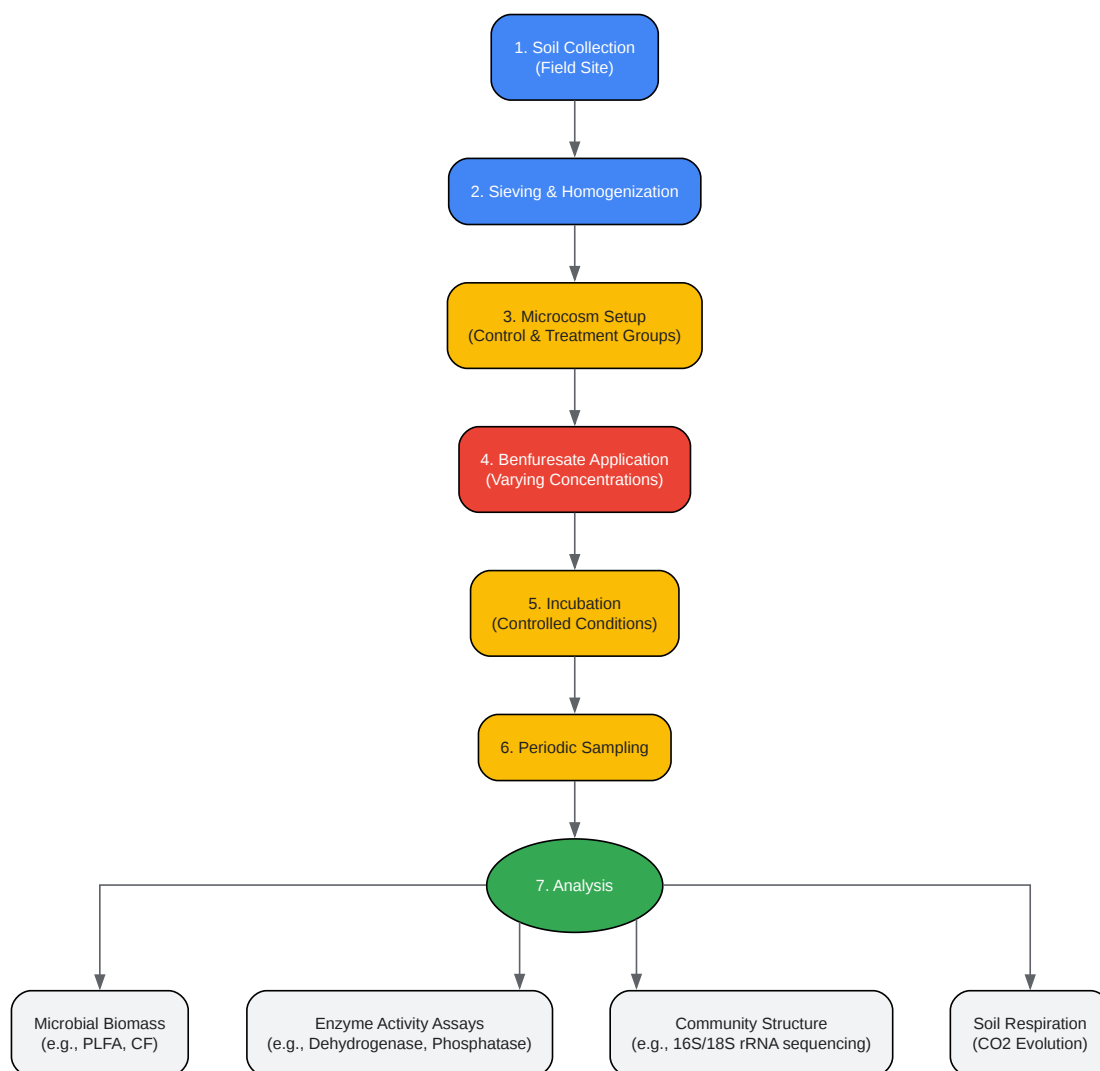 1. Soil Collection
(Field Site)
2. Sieving & Homogenization
3. Microcosm Setup
(Control & Treatment Groups)
4. Benfuresate Application
(Varying Concentrations)
5. Incubation
(Controlled Conditions)
6. Periodic Sampling
7. Analysis
Microbial Biomass
(e.g., PLFA, CF)
Enzyme Activity Assays
(e.g., Dehydrogenase, Phosphatase)
Community Structure
(e.g., 16S/18S rRNA sequencing)
Soil Respiration
(CO2 Evolution)